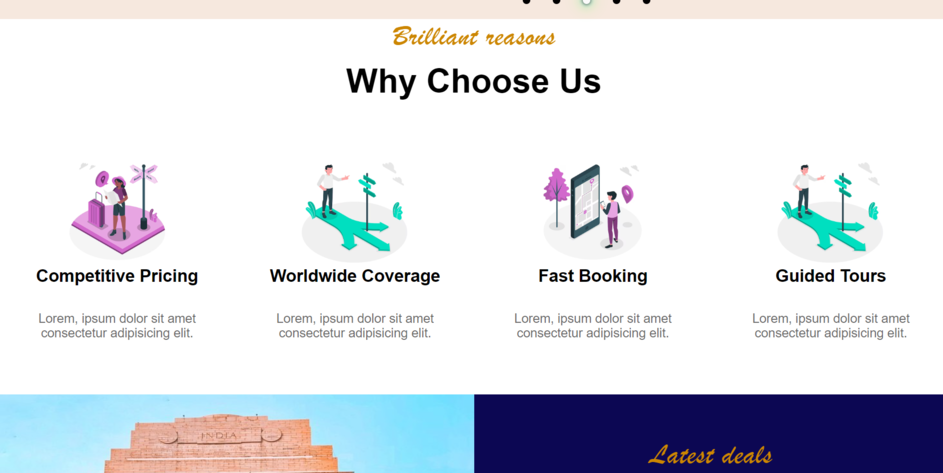 Brilliant reasons
Why Choose Us
Competitive Pricing
Worldwide Coverage
Fast Booking
Guided Tours
Lorem, ipsum dolor sit amet
consectetur adipisicing elit.
Lorem, ipsum dolor sit amet
consectetur adipisicing elit.
Lorem, ipsum dolor sit amet
consectetur adipisicing elit.
Lorem, ipsum dolor sit amet
consectetur adipisicing elit.
INDIA
Latest deals